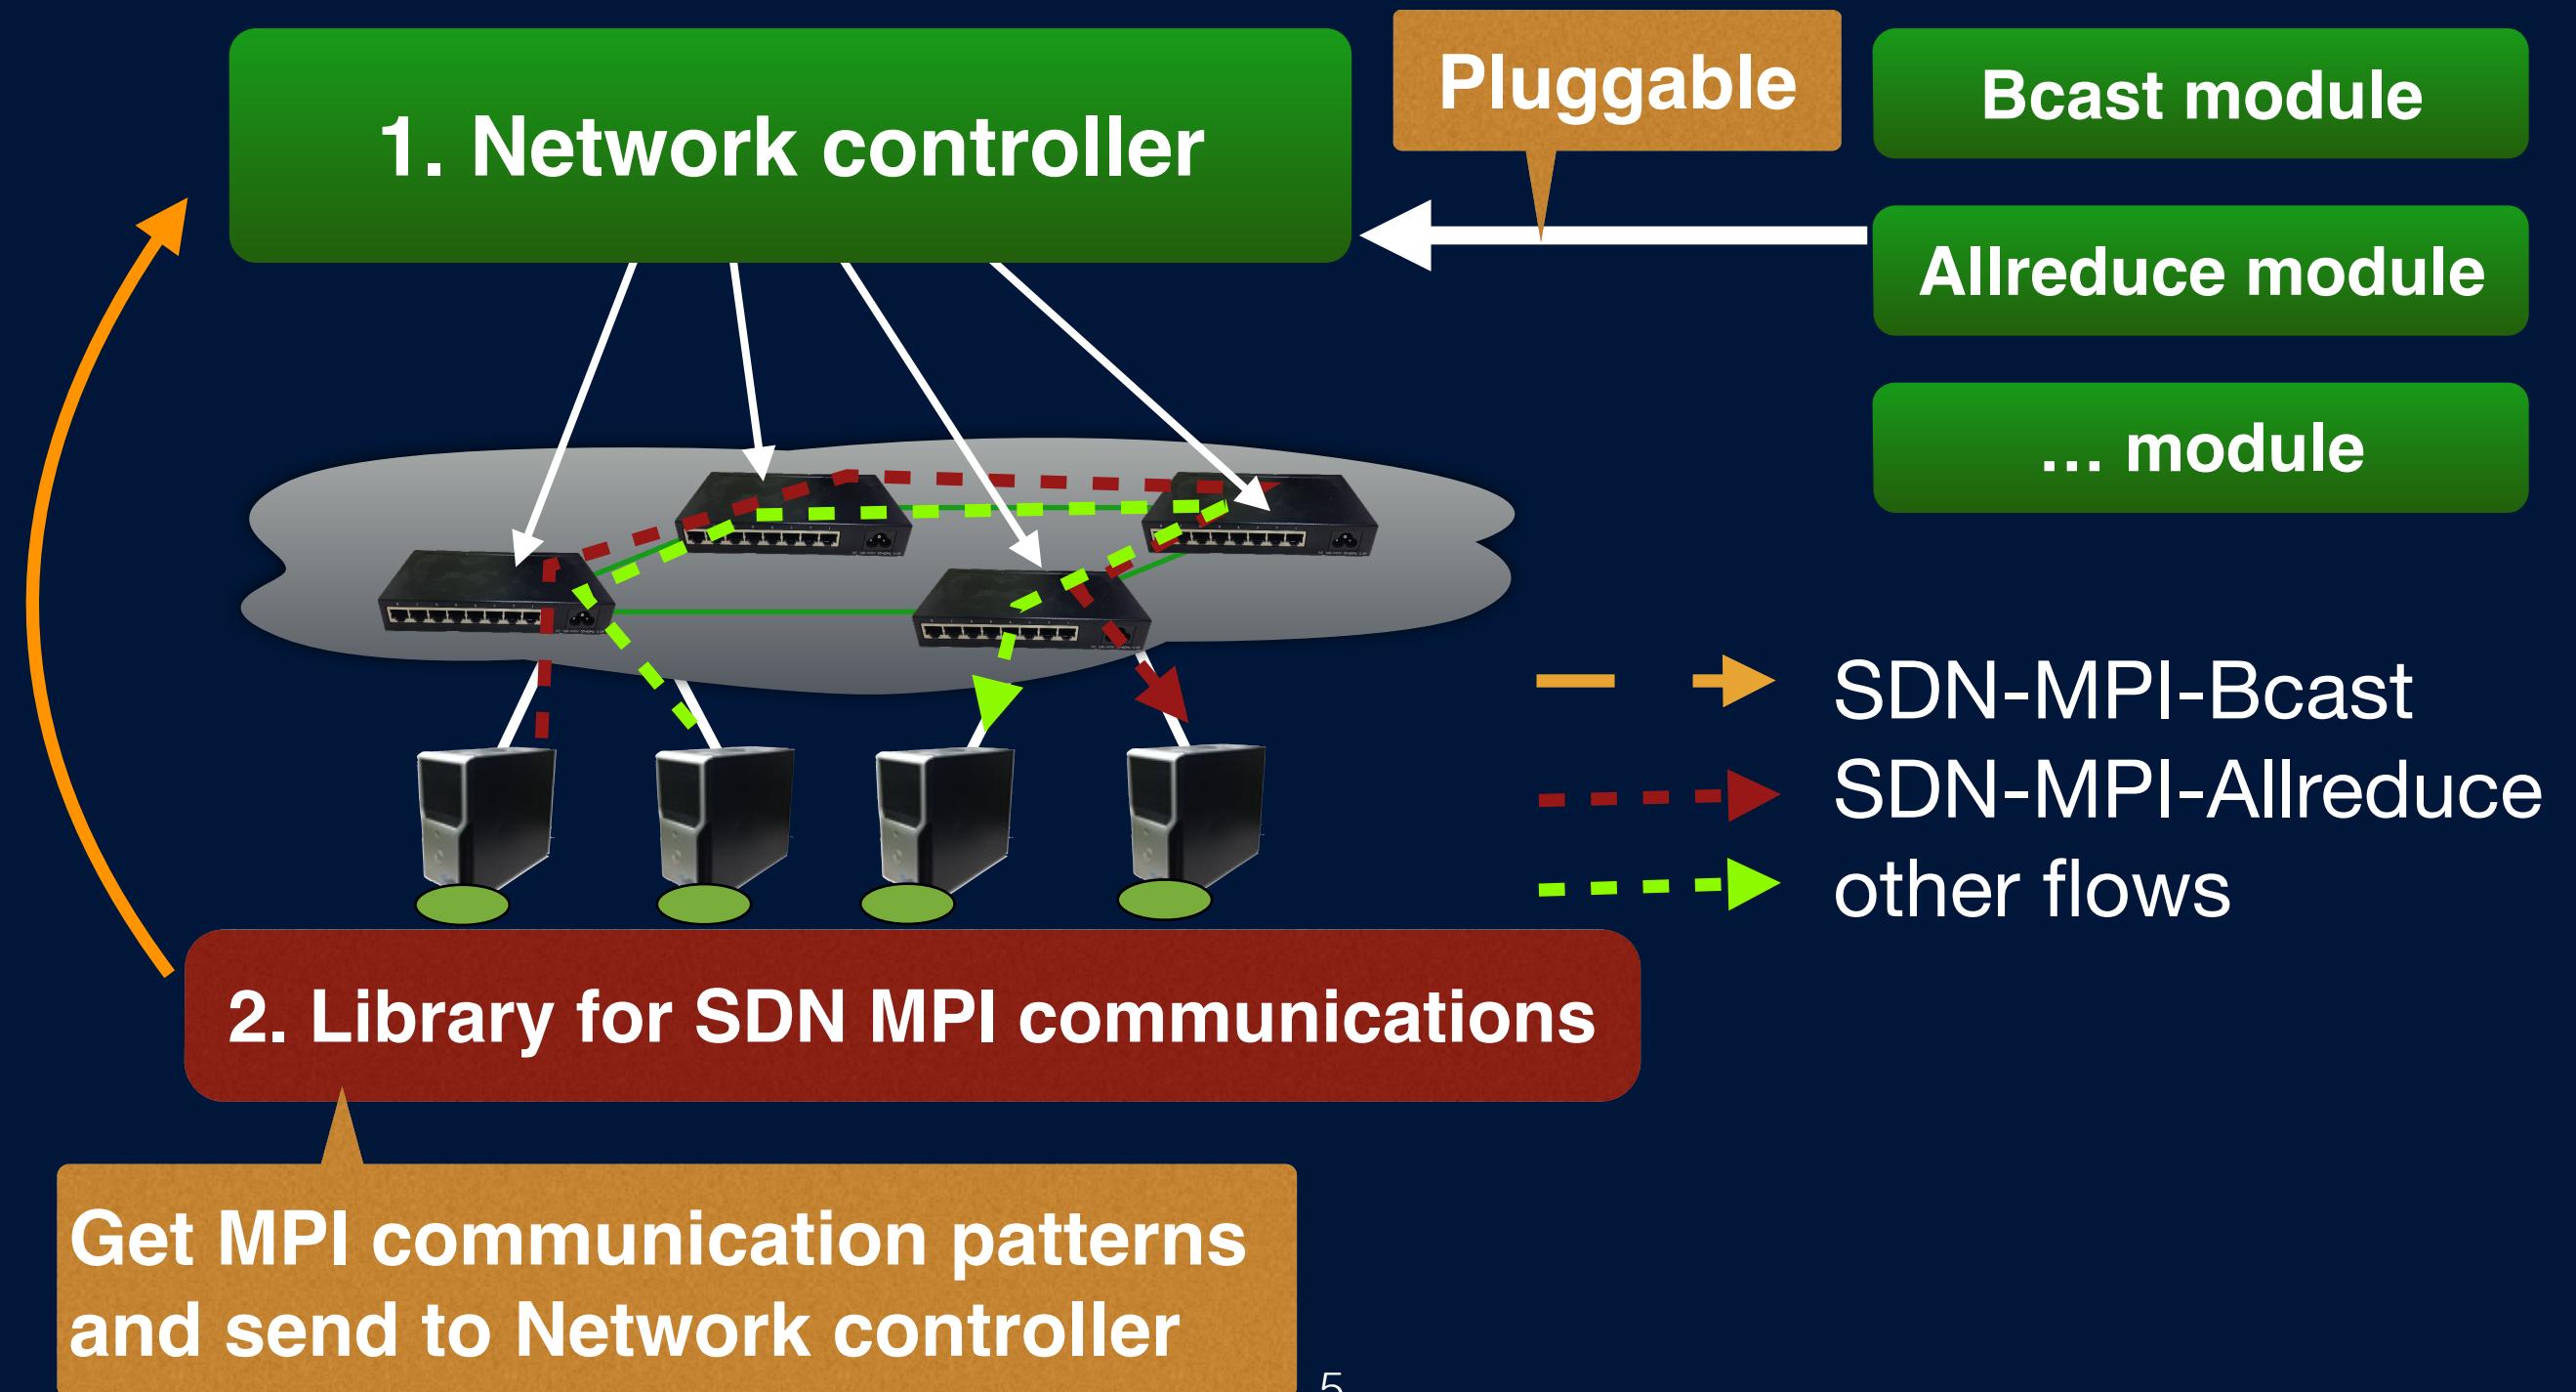 1. Network controller
Pluggable
Bcast module
Allreduce module
… module
SDN-MPI-Bcast
SDN-MPI-Allreduce
other flows
2. Library for SDN MPI communications
Get MPI communication patterns
and send to Network controller
5